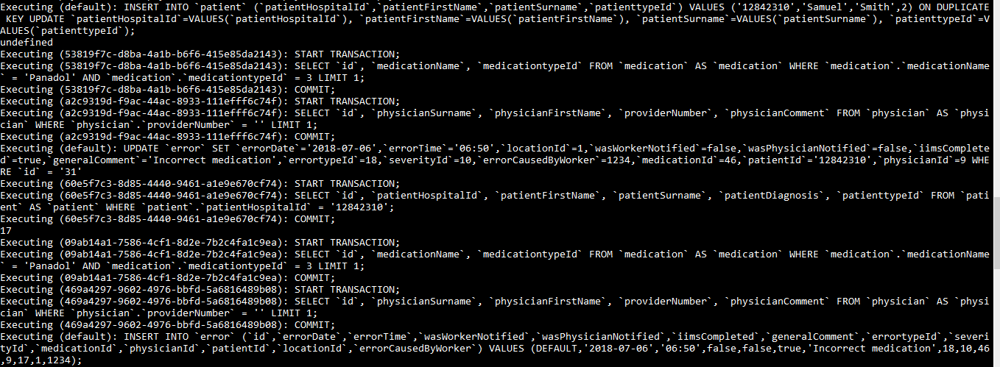 Executing (default): INSERT INTO `patient` (`patientHospitalId`,`patientFirstName`,`patientSurname`,`patienttypeId`) VALUES ('12842310','Samuel','Smith',2) ON DUPLICATE
 KEY UPDATE `patientHospitalId`=VALUES(`patientHospitalId`), `patientFirstName`=VALUES(`patientFirstName`), `patientSurname`=VALUES(`patientSurname`), `patienttypeId`=V
ALUES(`patienttypeId`);
undefined
Executing (53819f7c-d8ba-4a1b-b6f6-415e85da2143): START TRANSACTION;
Executing (53819f7c-d8ba-4a1b-b6f6-415e85da2143): SELECT `id`, `medicationName`, `medicationtypeId` FROM `medication` AS `medication` WHERE `medication`.`medicationName
` = 'Panadol' AND `medication`.`medicationtypeId` = 3 LIMIT 1;
Executing (53819f7c-d8ba-4a1b-b6f6-415e85da2143): COMMIT;
Executing (a2c9319d-f9ac-44ac-8933-111efff6c74f): START TRANSACTION;
Executing (a2c9319d-f9ac-44ac-8933-111efff6c74f): SELECT `id`, `physicianSurname`, `physicianFirstName`, `providerNumber`, `physicianComment` FROM `physician` AS `physi
cian` WHERE `physician`.`providerNumber` = '' LIMIT 1;
Executing (a2c9319d-f9ac-44ac-8933-111efff6c74f): COMMIT;
Executing (default): UPDATE `error` SET `errorDate`='2018-07-06',`errorTime`='06:50',`locationId`=1,`wasWorkerNotified`=false,`wasPhysicianNotified`=false,`iimsComplete
d`=true,`generalComment`='Incorrect medication',`errortypeId`=18,`severityId`=10,`errorCausedByWorker`=1234,`medicationId`=46,`patientId`='12842310',`physicianId`=9 WHE
RE `id` = '31'
Executing (60e5f7c3-8d85-4440-9461-a1e9e670cf74): START TRANSACTION;
Executing (60e5f7c3-8d85-4440-9461-a1e9e670cf74): SELECT `id`, `patientHospitalId`, `patientFirstName`, `patientSurname`, `patientDiagnosis`, `patienttypeId` FROM `pati
ent` AS `patient` WHERE `patient`.`patientHospitalId` = '12842310';
Executing (60e5f7c3-8d85-4440-9461-a1e9e670cf74): COMMIT;
17
Executing (09ab14a1-7586-4cf1-8d2e-7b2c4fa1c9ea): START TRANSACTION;
Executing (09ab14a1-7586-4cf1-8d2e-7b2c4fa1c9ea): SELECT `id`, `medicationName`, `medicationtypeId` FROM `medication` AS `medication` WHERE `medication`.`medicationName
` = 'Panadol' AND `medication`.`medicationtypeId` = 3 LIMIT 1;
Executing (09ab14a1-7586-4cf1-8d2e-7b2c4fa1c9ea): COMMIT;
Executing (469a4297-9602-4976-bbfd-5a6816489b08): START TRANSACTION;
Executing (469a4297-9602-4976-bbfd-5a6816489b08): SELECT `id`, `physicianSurname`, `physicianFirstName`, `providerNumber`, `physicianComment` FROM `physician` AS `physi
cian` WHERE `physician`.`providerNumber` = '' LIMIT 1;
Executing (469a4297-9602-4976-bbfd-5a6816489b08): COMMIT;
Executing (default): INSERT INTO `error` (`id`,`errorDate`,`errorTime`,`wasWorkerNotified`,`wasPhysicianNotified`,`iimsCompleted`,`generalComment`,`errortypeId`,`severi
tyId`,`medicationId`,`physicianId`,`patientId`,`locationId`,`errorCausedByWorker`) VALUES (DEFAULT,'2018-07-06','06:50',false,false,true,'Incorrect medication',18,10,46
,9,17,1,1234);